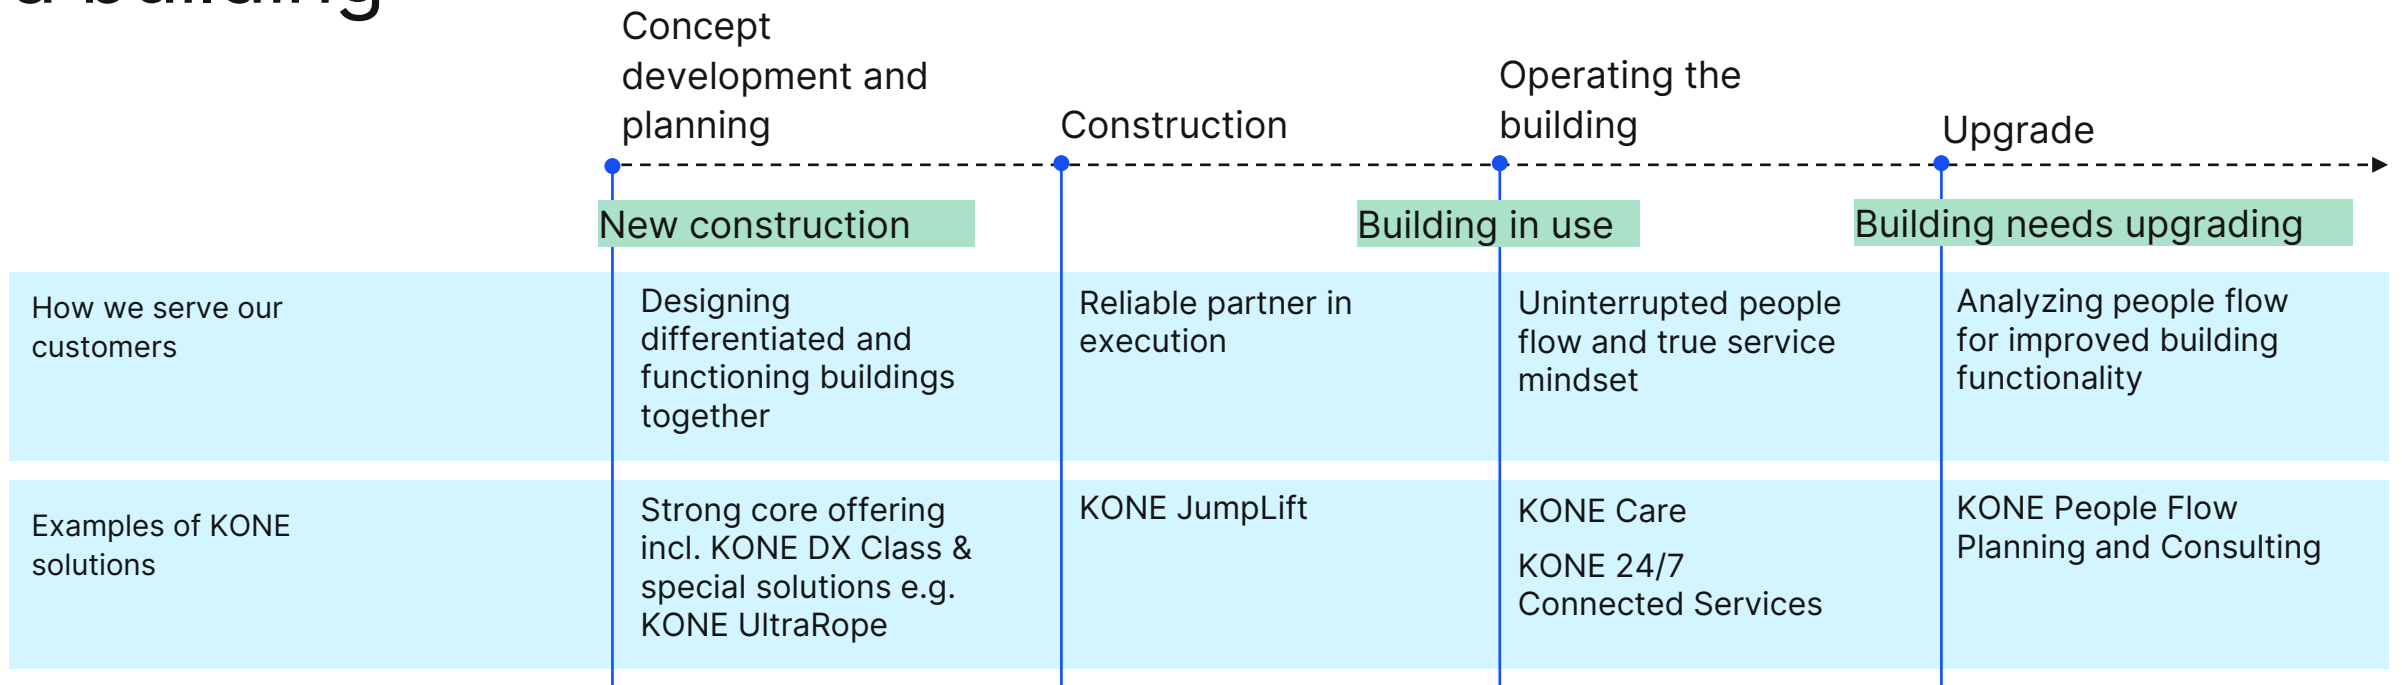 a building
Concept
development and
planning
Construction
Operating the
building
Upgrade
New construction
Building in use
Building needs upgrading
How we serve our
customers
Designing
differentiated and
functioning buildings
together
Reliable partner in
execution
Uninterrupted people
flow and true service
mindset
Analyzing people flow
for improved building
functionality
Examples of KONE
solutions
Strong core offering
incl. KONE DX Class &
special solutions e.g.
KONE UltraRope
KONE JumpLift
KONE Care
KONE 24/7
Connected Services
KONE People Flow
Planning and Consulting